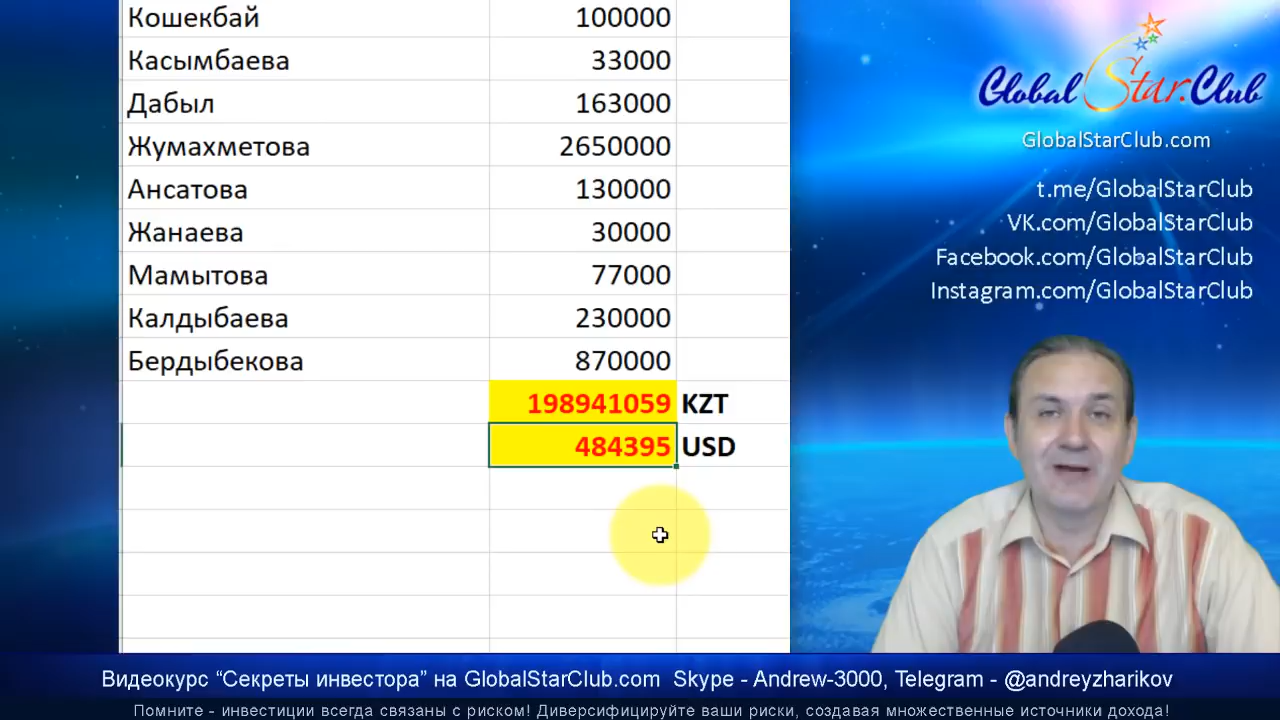 Кошекбай 100000
Касымбаева 33000
Дабыл 163000
Жумахметова 2650000
Ансатова 130000
Жанаева 30000
Мамытова 77000
Калдыбаева 230000
Бердыбекова 870000
198941059 KZT
484395 USD
Global Star.Club
GlobalStarClub.com
t.me/GlobalStarClub
VK.com/GlobalStarClub
Facebook.com/GlobalStarClub
Instagram.com/GlobalStarClub
Видеокурс “Секреты инвестора” на GlobalStarClub.com Skype - Andrew-3000, Telegram - @andreyzharikov
Помните - инвестиции всегда связаны с риском! Диверсифицируйте ваши риски, создавая множественные источники дохода!